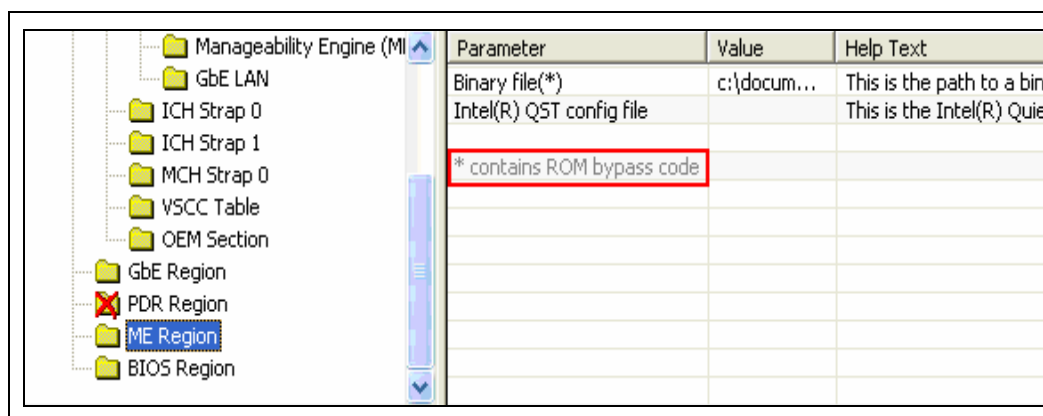 Manageability Engine (MI
GbE LAN
ICH Strap 0
ICH Strap 1
MCH Strap 0
VSCC Table
OEM Section
GbE Region
PDR Region
ME Region
BIOS Region
Parameter Value Help Text
Binary file(*) c:\docum... This is the path to a bin
Intel(R) QST config file This is the Intel(R) Quie
* contains ROM bypass code